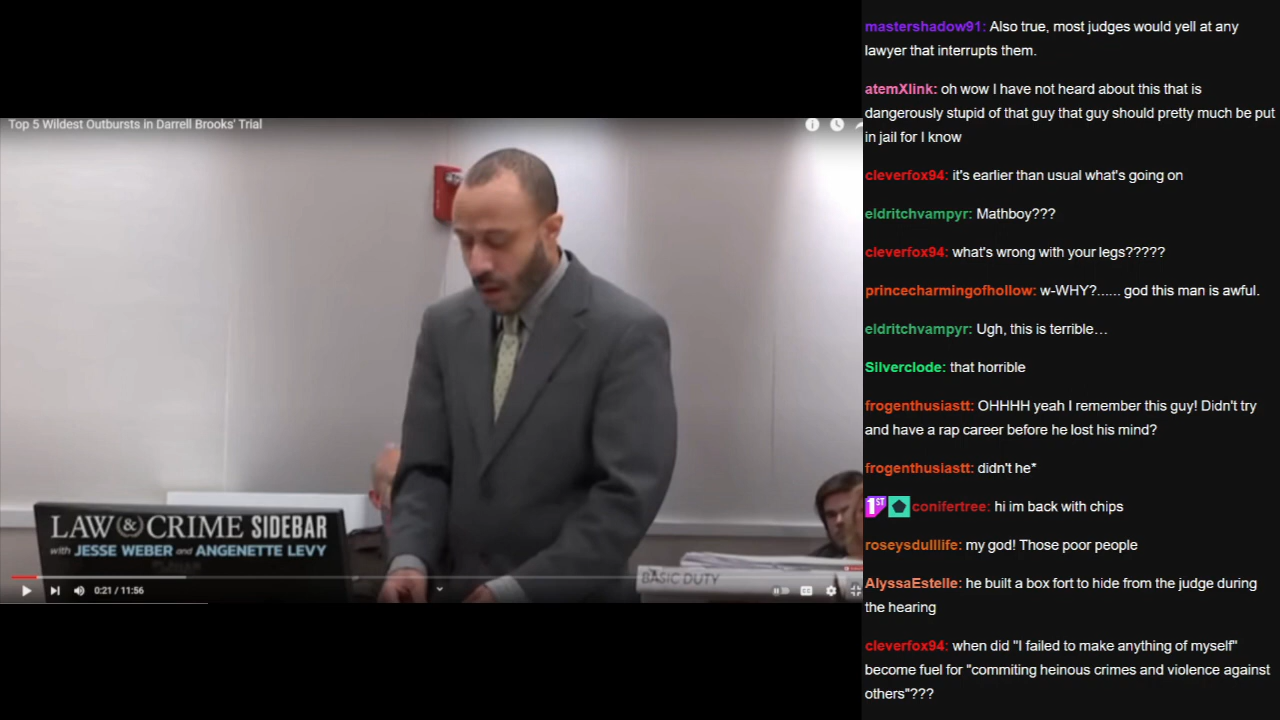 Top 5 Wildest Outbursts in Darrell Brooks' Trial
LAW & CRIME SIDEBAR
with JESSE WEBER and ANGENETTE LEVY
BASIC DUTY
0:21 / 11:56
mastershadow91: Also true, most judges would yell at any
lawyer that interrupts them.
atemXlink: oh wow I have not heard about this that is
dangerously stupid of that guy that guy should pretty much be put
in jail for I know
cleverfox94: it's earlier than usual what's going on
eldritchvampyr: Mathboy???
cleverfox94: what's wrong with your legs?????
princecharmingofhollow: w-WHY?...... god this man is awful.
eldritchvampyr: Ugh, this is terrible…
Silverclode: that horrible
frogenthusiastt: OHHHH yeah I remember this guy! Didn't try
and have a rap career before he lost his mind?
frogenthusiastt: didn't he*
1ST conifertree: hi im back with chips
roseysdulllife: my god! Those poor people
AlyssaEstelle: he built a box fort to hide from the judge during
the hearing
cleverfox94: when did "I failed to make anything of myself"
become fuel for "commiting heinous crimes and violence against
others"???